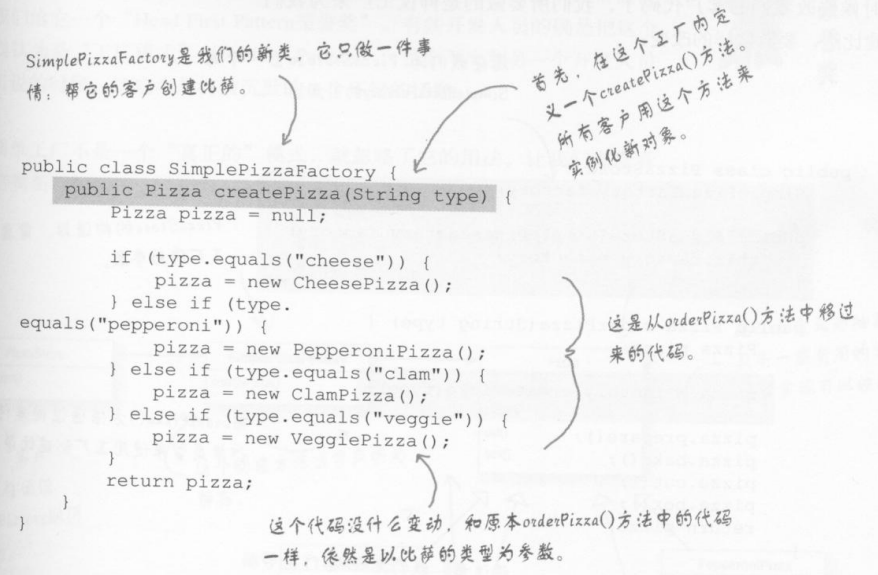 SimplePizzaFactory是我们的新类，它只做一件事
情：帮它的客户创建比萨。
首先，在这个工厂内定
义一个createPizza()方法。
所有客户用这个方法来
实例化新对象。
public class SimplePizzaFactory {
public Pizza createPizza(String type) {
Pizza pizza = null;
if (type.equals("cheese")) {
pizza = new CheesePizza();
} else if (type.
equals("pepperoni")) {
pizza = new PepperoniPizza();
} else if (type.equals("clam")) {
pizza = new ClamPizza();
} else if (type.equals("veggie")) {
pizza = new VeggiePizza();
}
return pizza;
}
}
这是从orderPizza()方法中移过
来的代码。
这个代码没什么变动，和原本orderPizza()方法中的代码
一样，依然是以比萨的类型为参数。